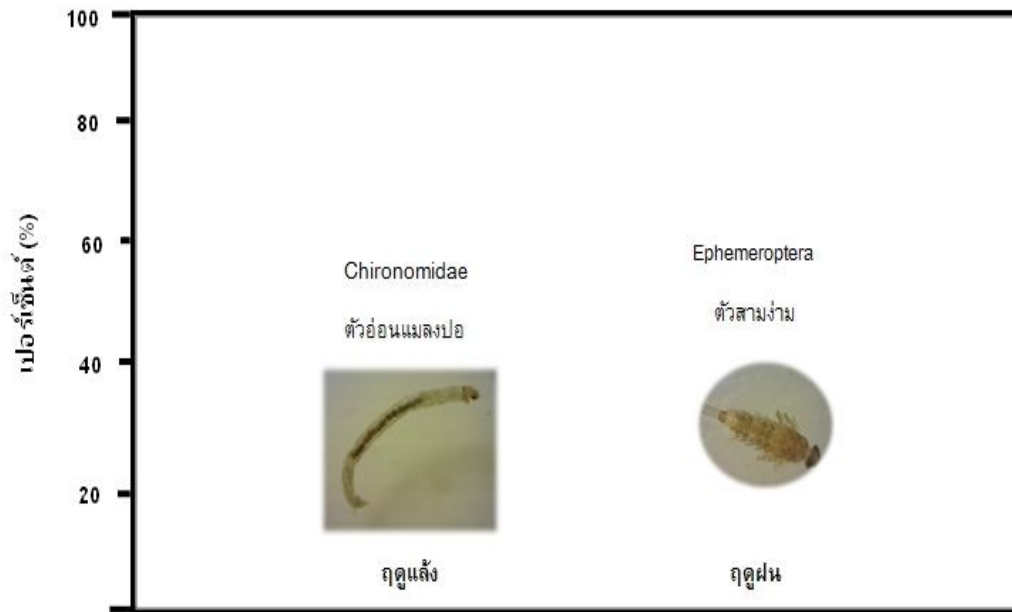 100
80
60
40
20
เปอร์เซ็นต์ (%)
Chironomidae
ตัวอ่อนแมลงปอ
ฤดูแล้ง
Ephemeroptera
ตัวสามง่าม
ฤดูฝน